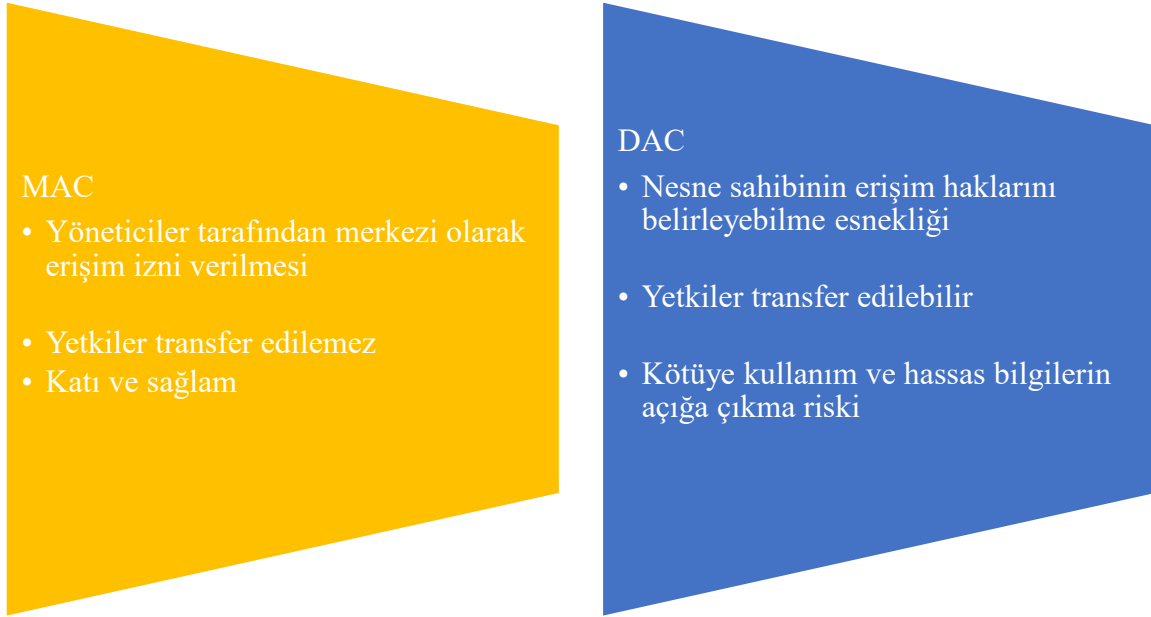 MAC
• Yöneticiler tarafından merkezi olarak
erişim izni verilmesi
• Yetkiler transfer edilemez
• Katı ve sağlam
DAC
• Nesne sahibinin erişim haklarını
belirleyebilme esnekliği
• Yetkiler transfer edilebilir
• Kötüye kullanım ve hassas bilgilerin
açığa çıkma riski